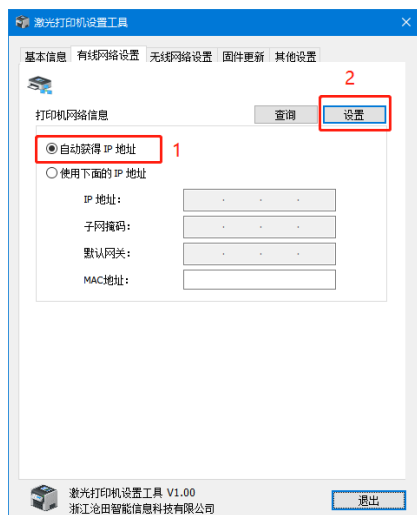 激光打印机设置工具
基本信息 有线网络设置 无线网络设置 固件更新 其他设置
2
打印机网络信息 查询 设置
自动获得 IP 地址 1
使用下面的 IP 地址
IP 地址:
子网掩码:
默认网关:
MAC地址:
激光打印机设置工具 V1.00
浙江沧田智能信息科技有限公司
退出